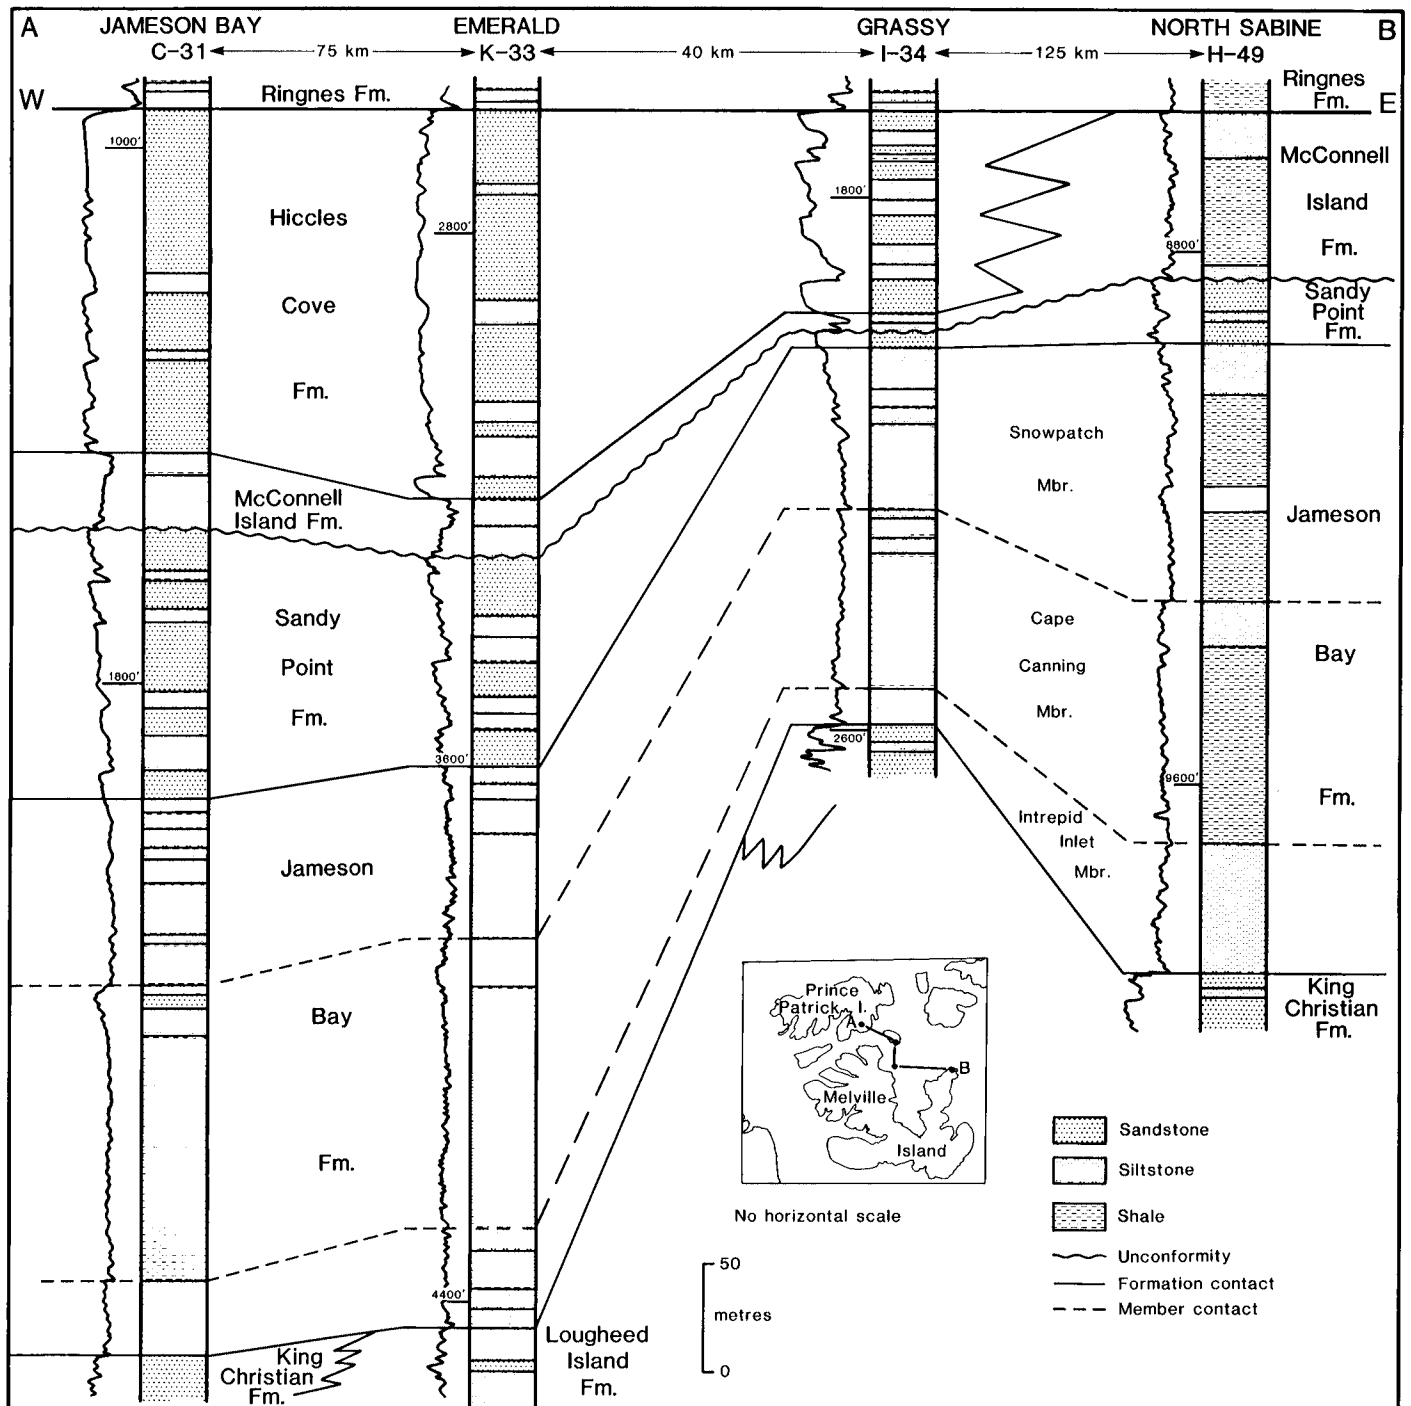 A JAMESON BAY EMERALD GRASSY NORTH SABINE B
C-31 75 km K-33 40 km I-34 125 km H-49
W Ringnes Fm. Ringnes
Fm. E
1000'
1800'
2800'
3600'
4400'
1800'
2600'
8800'
9600'
Hiccles
Cove
Fm.
McConnell
Island Fm.
Sandy
Point
Fm.
Jameson
Bay
Fm.
King
Christian
Fm.
Lougheed
Island
Fm.
Snowpatch
Mbr.
Cape
Canning
Mbr.
Intrepid
Inlet
Mbr.
McConnell
Island
Fm.
Sandy
Point
Fm.
Jameson
Bay
Fm.
King
Christian
Fm.
Prince
Patrick I.
A
B
Melville
Island
No horizontal scale
50
metres
0
Sandstone
Siltstone
Shale
Unconformity
Formation contact
Member contact